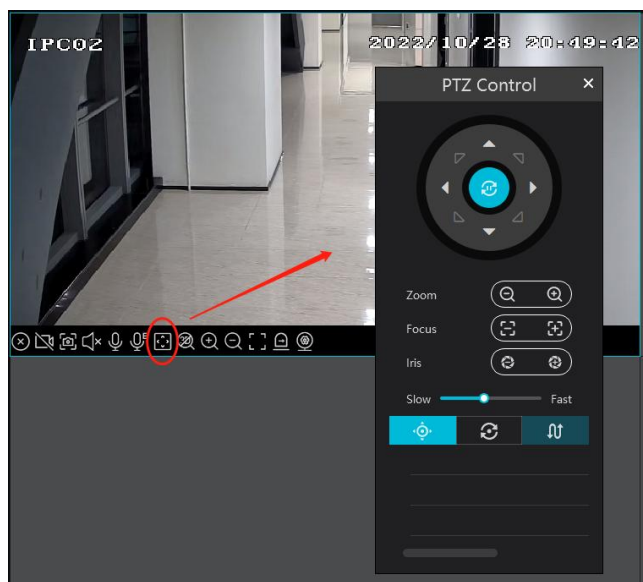 IPC02
2022/10/28 20:49:42
PTZ Control
Zoom
Focus
Iris
Slow
Fast